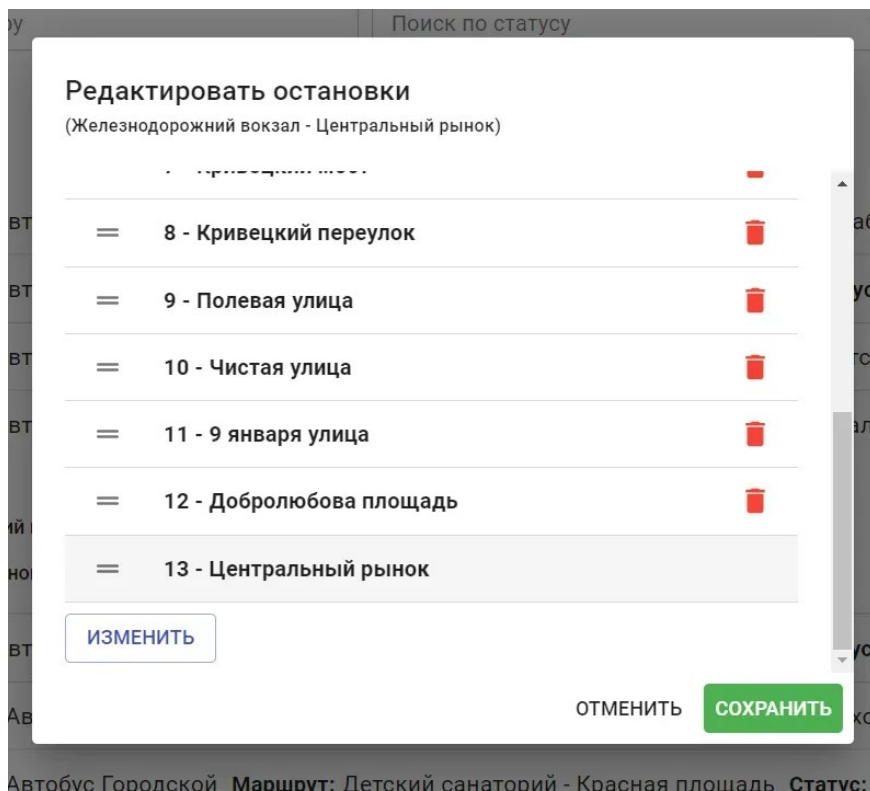 Поиск по статусу
Редактировать остановки
(Железнодорожний вокзал - Центральный рынок)
8 - Кривецкий переулок
9 - Полевая улица
10 - Чистая улица
11 - 9 января улица
12 - Добролюбова площадь
13 - Центральный рынок
ИЗМЕНИТЬ
ОТМЕНИТЬ СОХРАНИТЬ
Автобус Городской Маршрут: Детский санаторий - Красная площадь Статус: